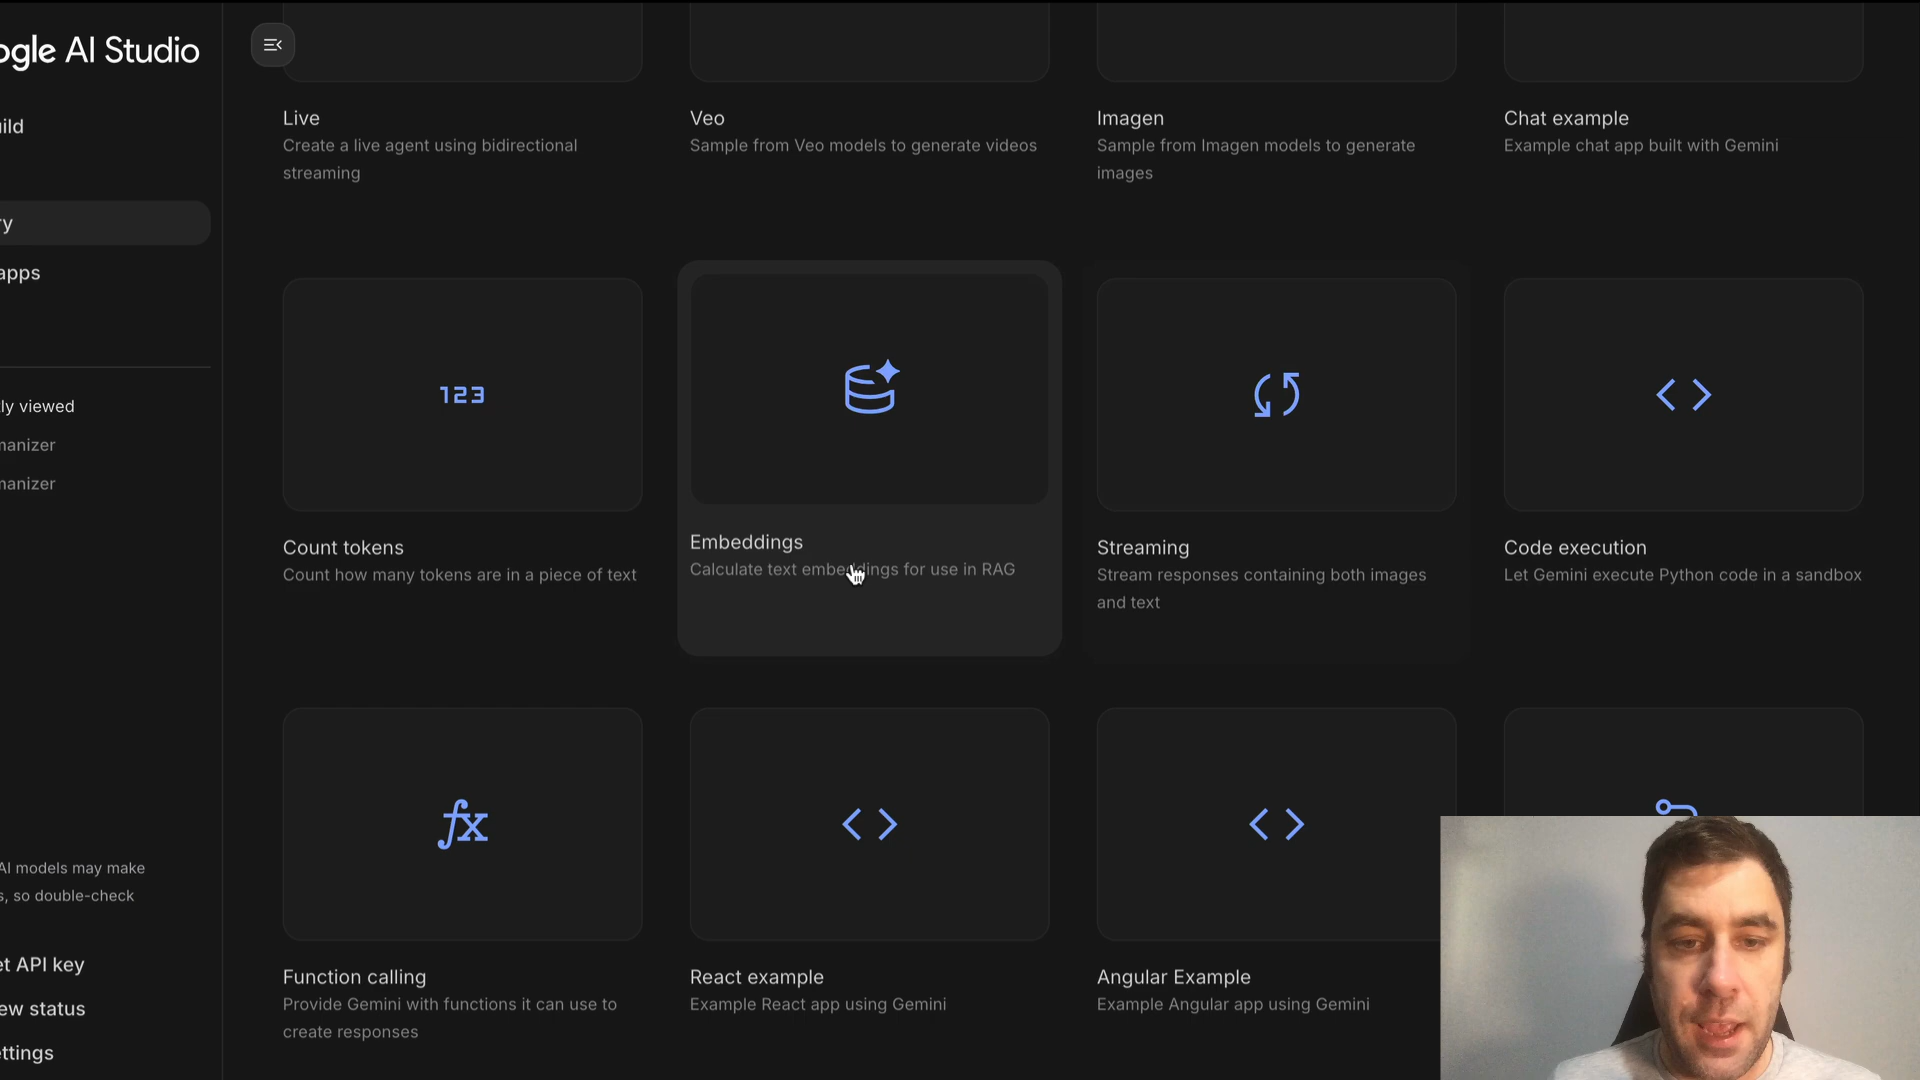 ogle AI Studio
ild
ry
apps
ly viewed
manizer
manizer
AI models may make
s, so double-check
et API key
ew status
ettings
Live
Create a live agent using bidirectional
streaming
Veo
Sample from Veo models to generate videos
Imagen
Sample from Imagen models to generate
images
Chat example
Example chat app built with Gemini
123
Count tokens
Count how many tokens are in a piece of text
Embeddings
Calculate text embeddings for use in RAG
Streaming
Stream responses containing both images
and text
Code execution
Let Gemini execute Python code in a sandbox
fx
Function calling
Provide Gemini with functions it can use to
create responses
React example
Example React app using Gemini
Angular Example
Example Angular app using Gemini